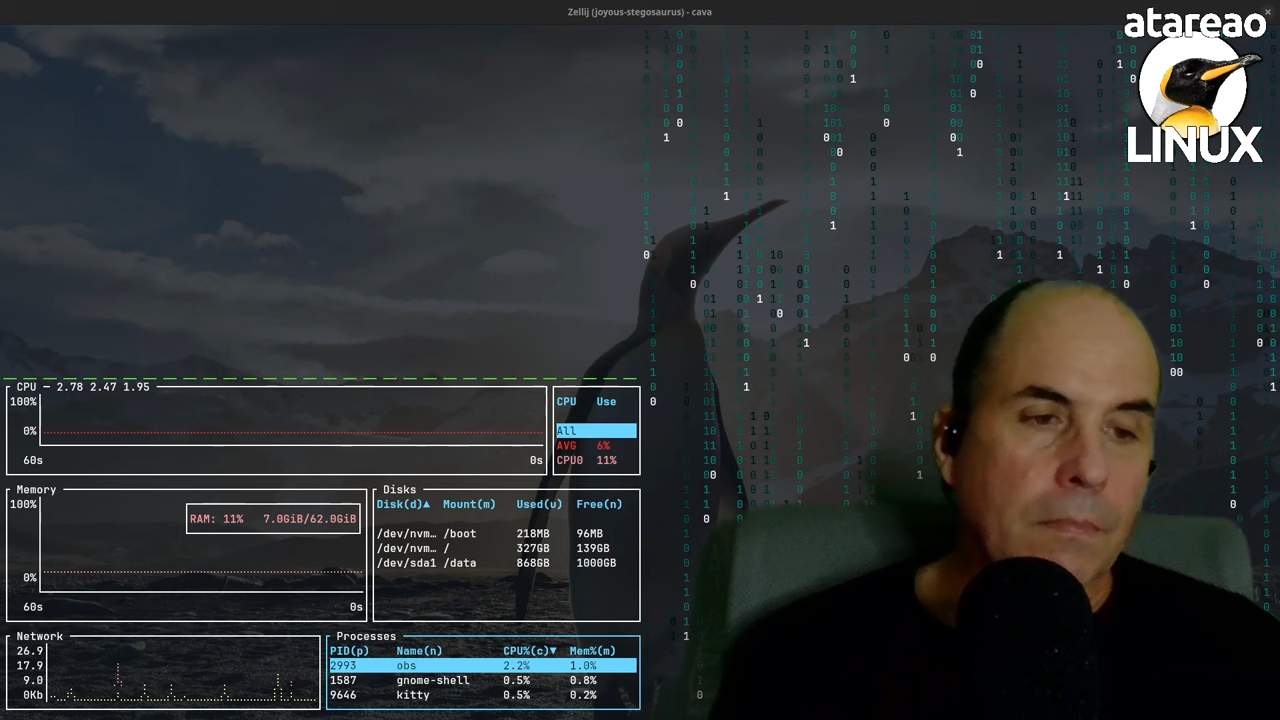 Zellij (joyous-stegosaurus) - cava
atareao
LINUX
CPU 2.78 2.47 1.95
100%
0%
60s 0s
CPU Use
All
AVG 6%
CPU0 11%
Memory
100%
RAM: 11% 7.0GiB/62.0GiB
0%
60s 0s
Disks
Disk(d)▲ Mount(m) Used(u) Free(n)
/dev/nvm… /boot 218MB 96MB
/dev/nvm… / 327GB 139GB
/dev/sda1 /data 868GB 1000GB
Network
26.9
17.9
9.0
0Kb
Processes
PID(p) Name(n) CPU%(c)▼ Mem%(m)
2993 obs 2.2% 1.0%
1587 gnome-shell 0.5% 0.8%
9646 kitty 0.5% 0.2%